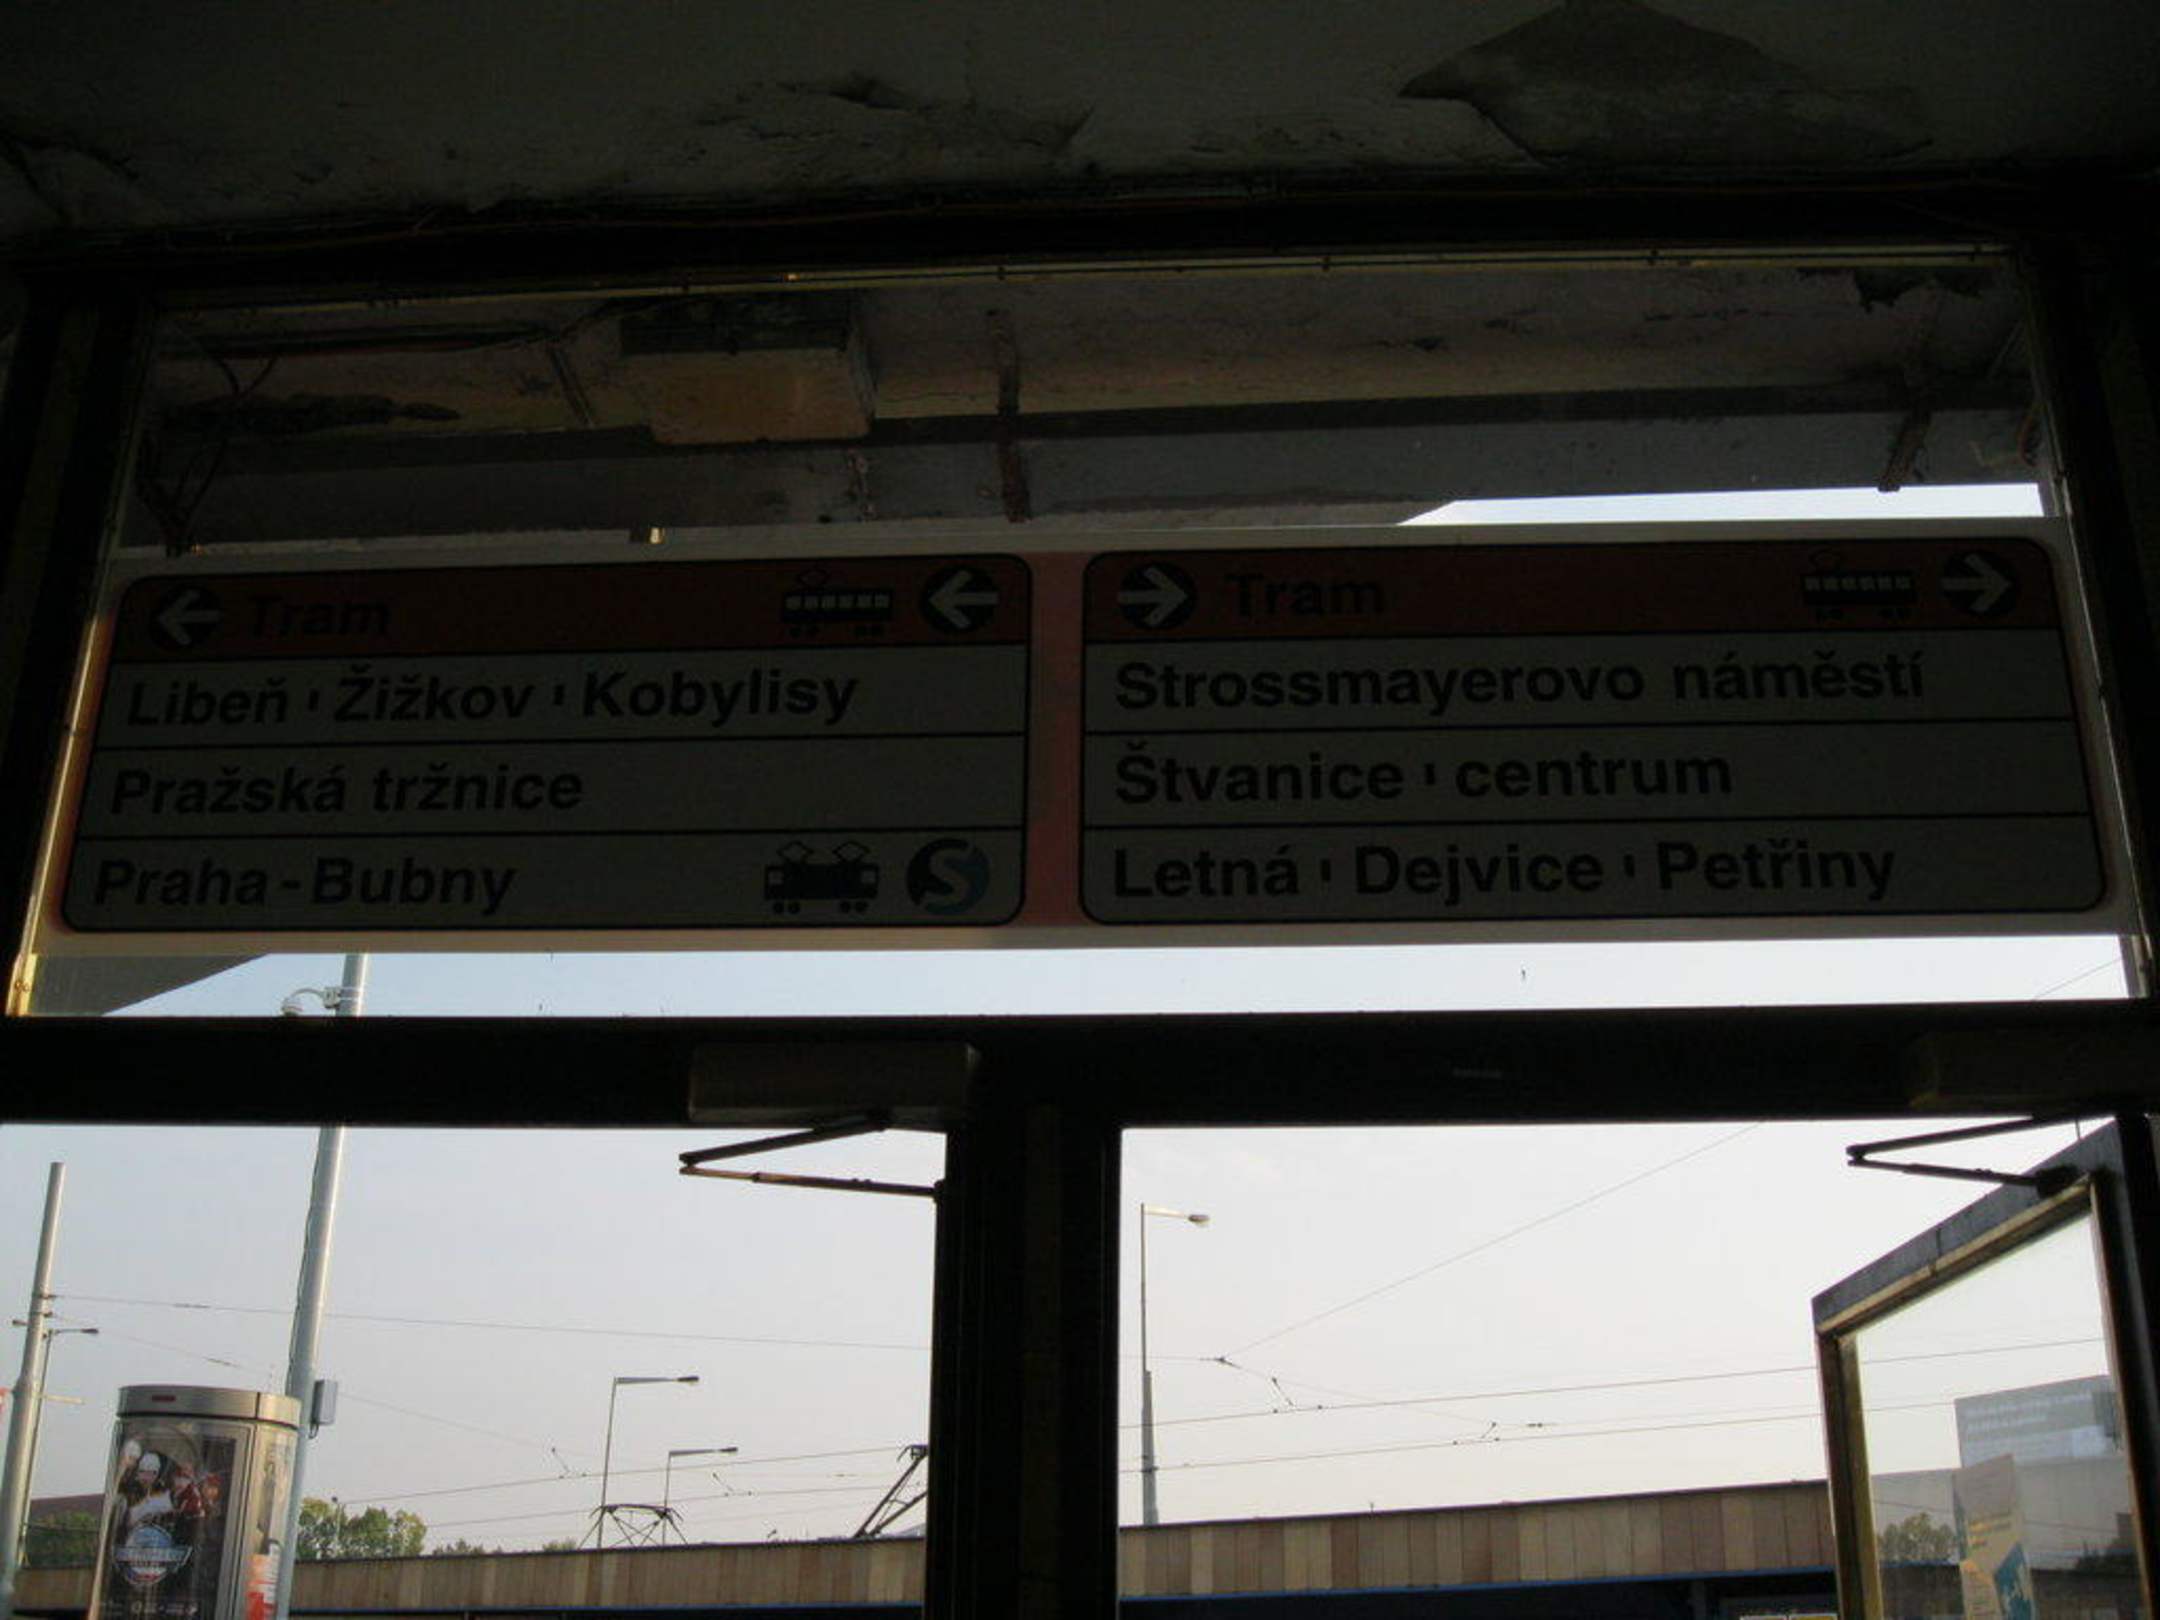 Tram
Libeň Žižkov Kobylisy
Pražská tržnice
Praha-Bubny S
Tram
Strossmayerovo náměstí
Štvanice centrum
Letná Dejvice Petřiny